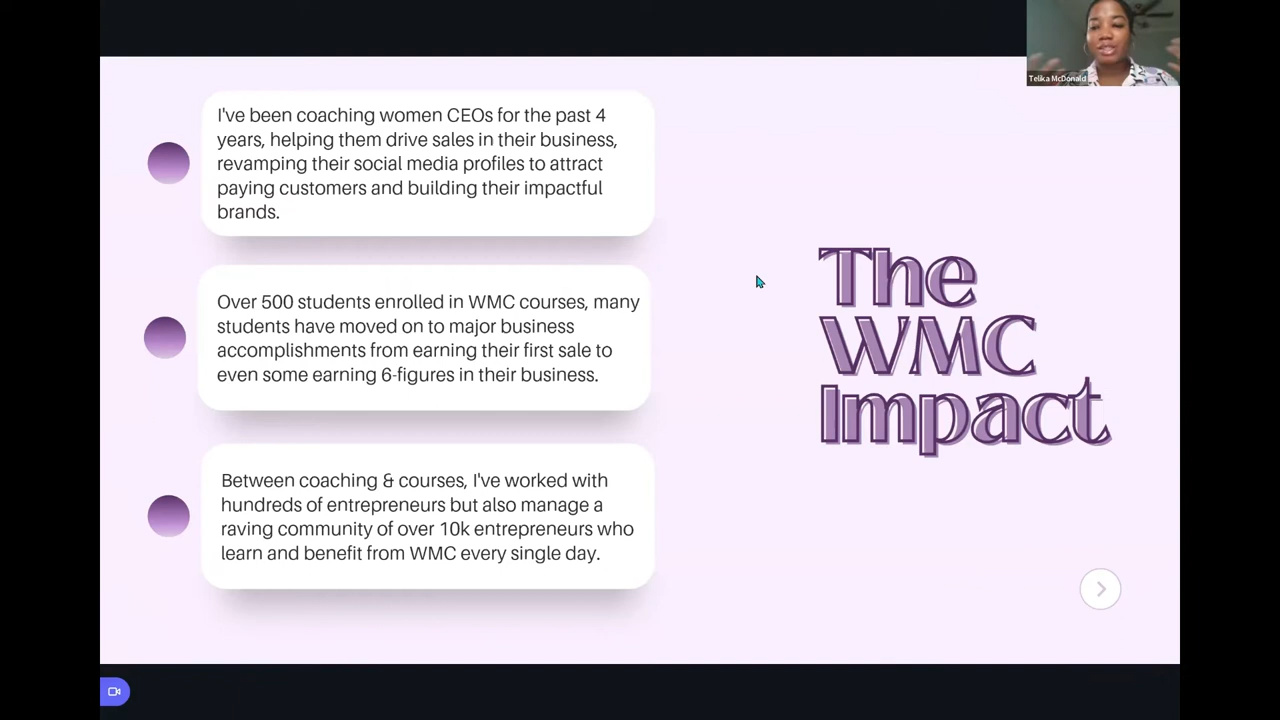 Telika McDonald
I've been coaching women CEOs for the past 4
years, helping them drive sales in their business,
revamping their social media profiles to attract
paying customers and building their impactful
brands.
Over 500 students enrolled in WMC courses, many
students have moved on to major business
accomplishments from earning their first sale to
even some earning 6-figures in their business.
Between coaching & courses, I've worked with
hundreds of entrepreneurs but also manage a
raving community of over 10k entrepreneurs who
learn and benefit from WMC every single day.
The
WMC
Impact